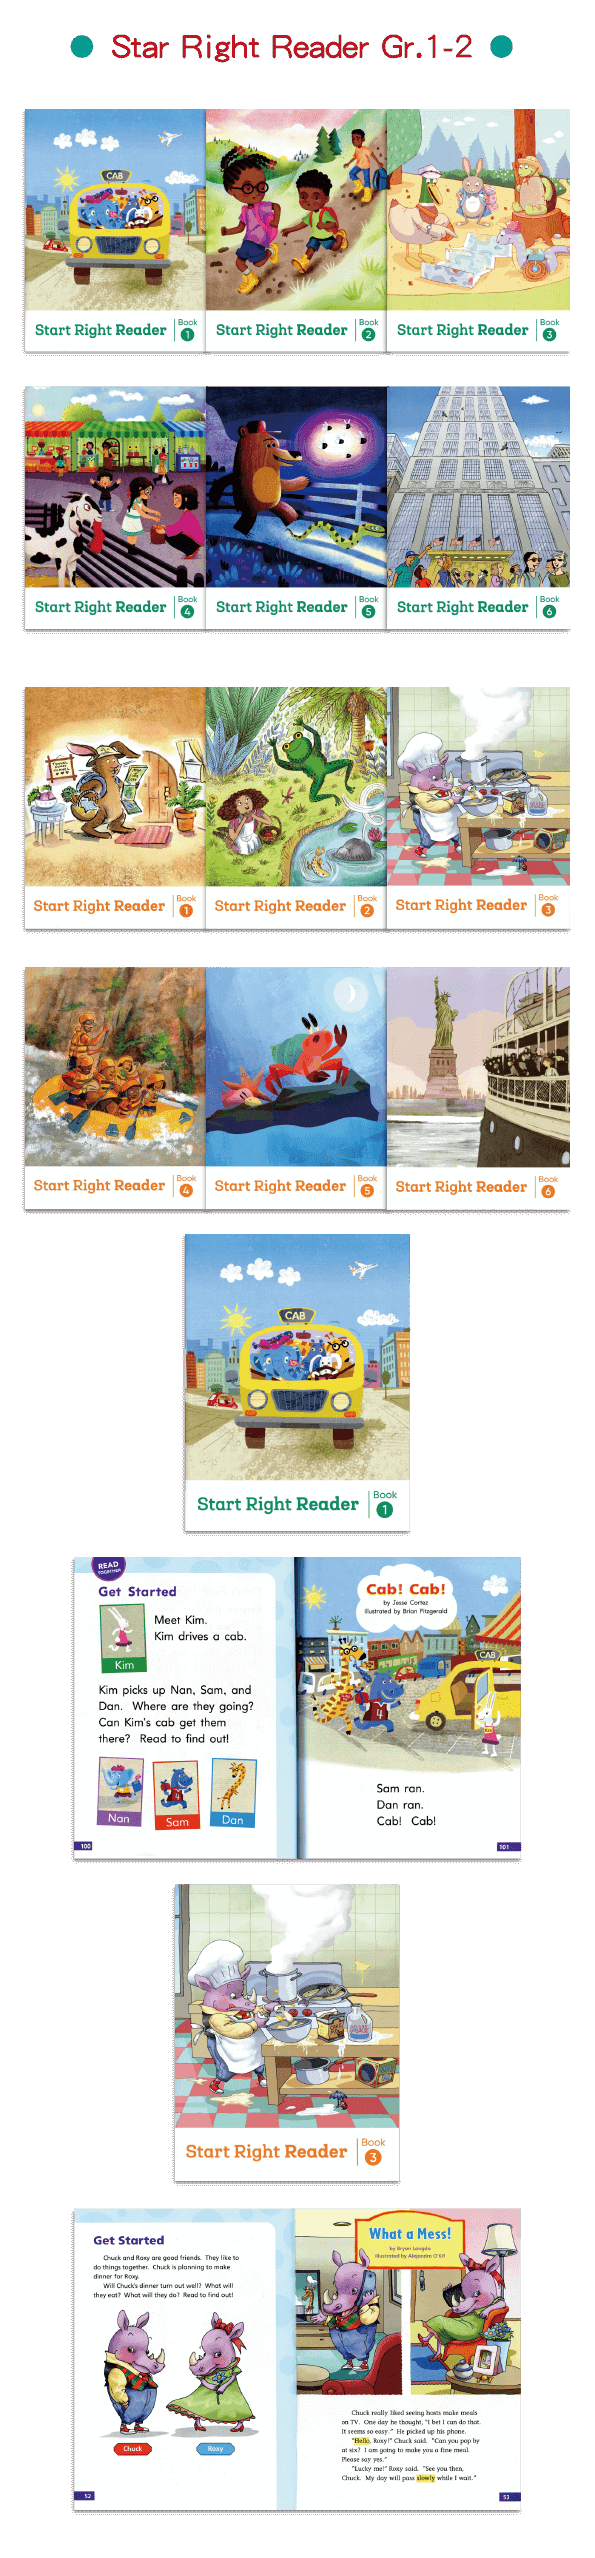 Star Right Reader Gr.1-2
CAB
Start Right Reader Book 1
Start Right Reader Book 2
Start Right Reader Book 3
Start Right Reader Book 4
Start Right Reader Book 5
Start Right Reader Book 6
Start Right Reader Book 1
Start Right Reader Book 2
Start Right Reader Book 3
Start Right Reader Book 4
Start Right Reader Book 5
Start Right Reader Book 6
CAB
Start Right Reader Book 1
READ
TOGETHER
Get Started
Meet Kim.
Kim drives a cab.
Kim
Kim picks up Nan, Sam, and
Dan. Where are they going?
Can Kim's cab get them
there? Read to find out!
Nan
Sam
Dan
100
Cab! Cab!
by Jesse Cortez
illustrated by Brian Fitzgerald
CAB
4
Sam ran.
Dan ran.
Cab! Cab!
101
Start Right Reader Book 3
Get Started
Chuck and Roxy are good friends. They like to
do things together. Chuck is planning to make
dinner for Roxy.
Will Chuck's dinner turn out well? What will
they eat? What will they do? Read to find out!
Chuck
Roxy
52
What a Mess!
by Bryan Langdo
illustrated by Alejandro O'Kif
Chuck really liked seeing hosts make meals
on TV. One day he thought, "I bet I can do that.
It seems so easy." He picked up his phone.
"Hello, Roxy!" Chuck said. "Can you pop by
at six? I am going to make you a fine meal.
Please say yes."
"Lucky me!" Roxy said. "See you then,
Chuck. My day will pass slowly while I wait."
53